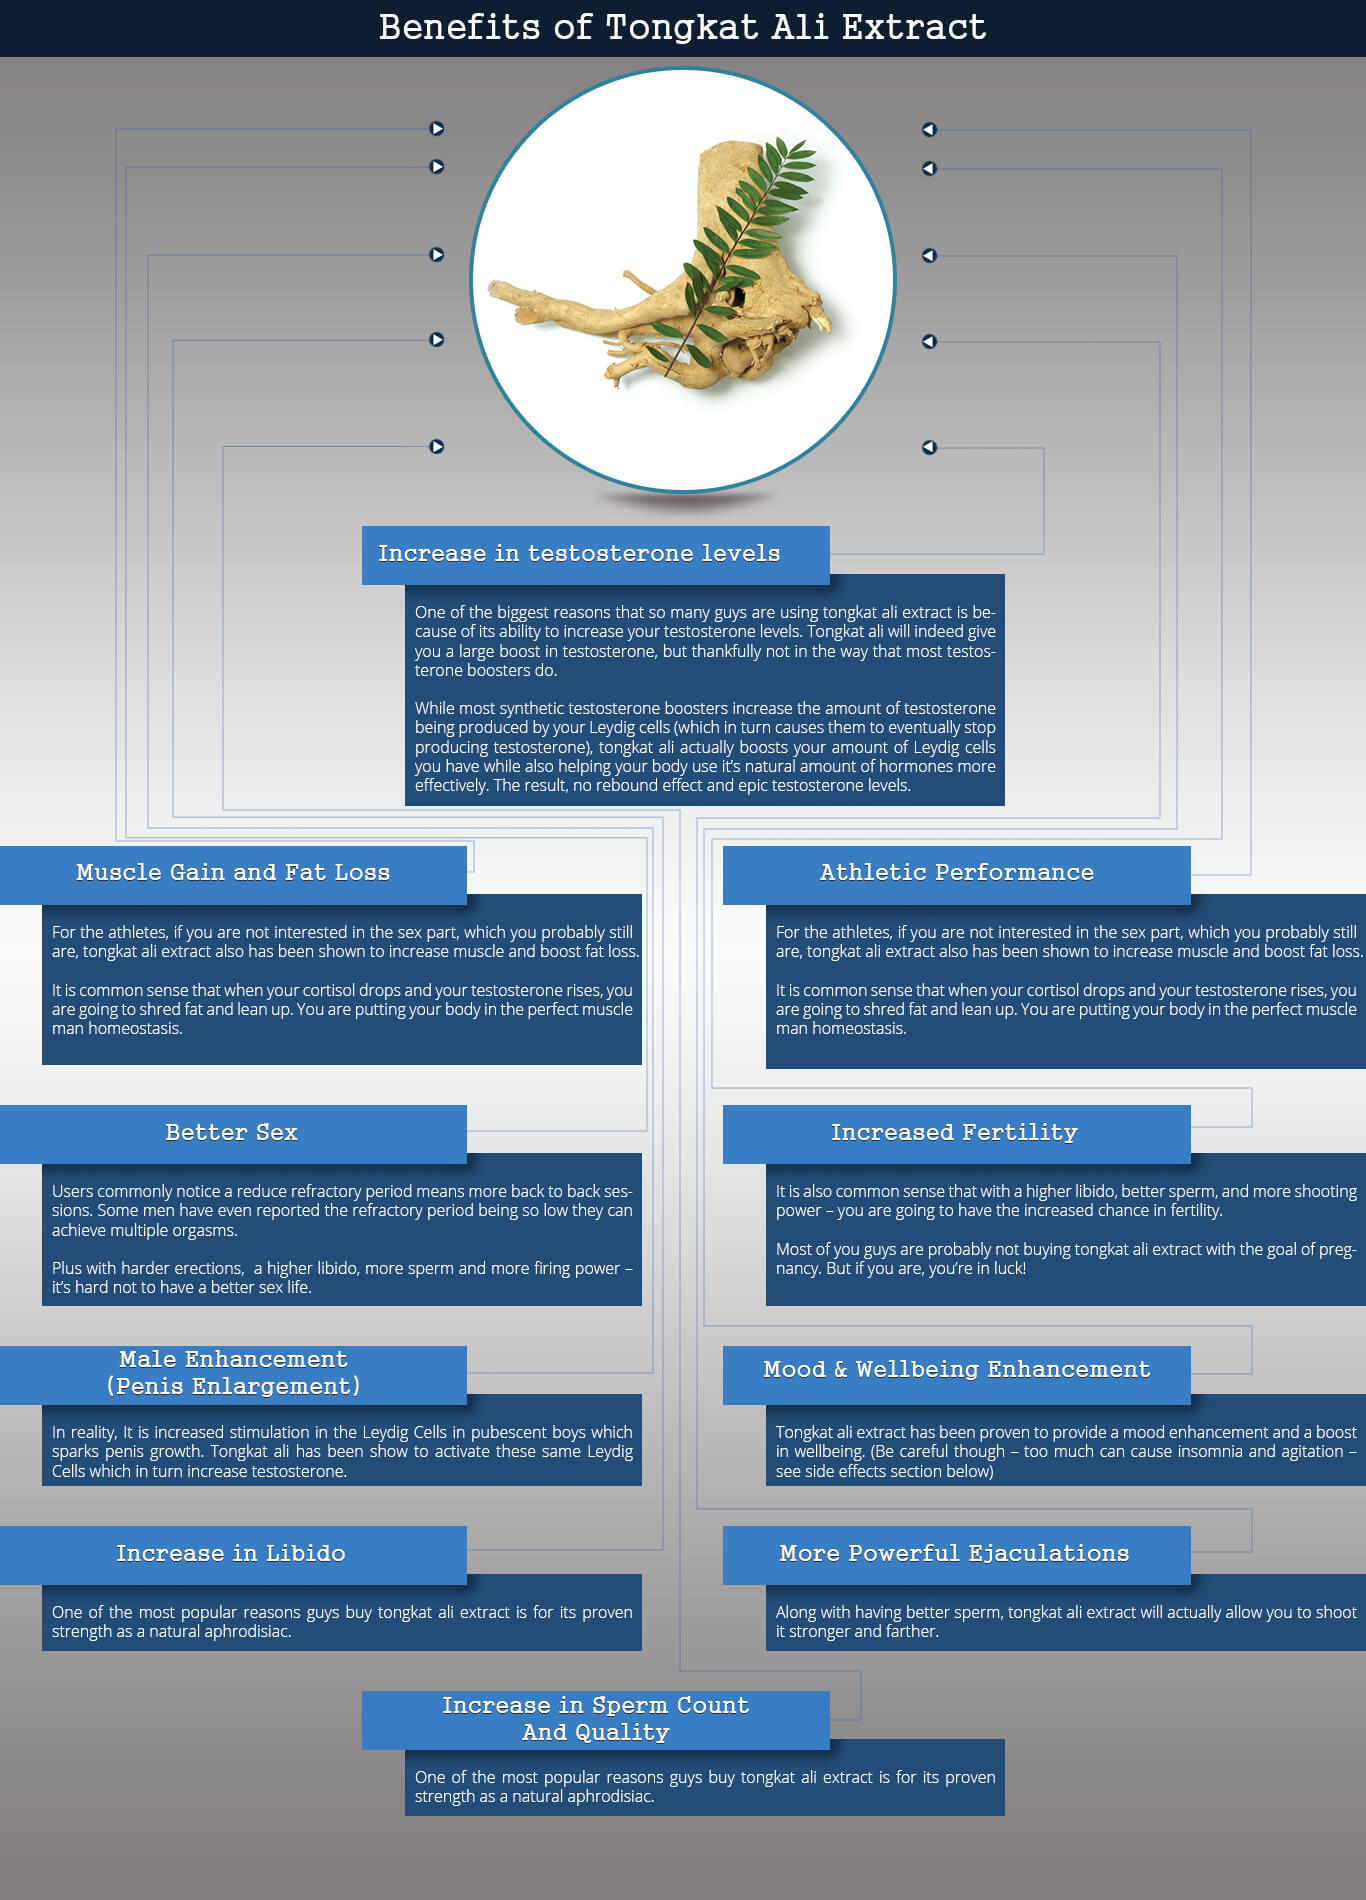 Benefits of Tongkat Ali Extract
Increase in testosterone levels
One of the biggest reasons that so many guys are using tongkat ali extract is be-
cause of its ability to increase your testosterone levels. Tongkat ali will indeed give
you a large boost in testosterone, but thankfully not in the way that most testos-
terone boosters do.
While most synthetic testosterone boosters increase the amount of testosterone
being produced by your Leydig cells (which in turn causes them to eventually stop
producing testosterone), tongkat ali actually boosts your amount of Leydig cells
you have while also helping your body use it's natural amount of hormones more
effectively. The result, no rebound effect and epic testosterone levels.
Muscle Gain and Fat Loss
For the athletes, if you are not interested in the sex part, which you probably still
are, tongkat ali extract also has been shown to increase muscle and boost fat loss.
It is common sense that when your cortisol drops and your testosterone rises, you
are going to shred fat and lean up. You are putting your body in the perfect muscle
man homeostasis.
Athletic Performance
For the athletes, if you are not interested in the sex part, which you probably still
are, tongkat ali extract also has been shown to increase muscle and boost fat loss.
It is common sense that when your cortisol drops and your testosterone rises, you
are going to shred fat and lean up. You are putting your body in the perfect muscle
man homeostasis.
Better Sex
Users commonly notice a reduce refractory period means more back to back ses-
sions. Some men have even reported the refractory period being so low they can
achieve multiple orgasms.
Plus with harder erections, a higher libido, more sperm and more firing power –
it's hard not to have a better sex life.
Increased Fertility
It is also common sense that with a higher libido, better sperm, and more shooting
power – you are going to have the increased chance in fertility.
Most of you guys are probably not buying tongkat ali extract with the goal of preg-
nancy. But if you are, you're in luck!
Male Enhancement
(Penis Enlargement)
In reality, It is increased stimulation in the Leydig Cells in pubescent boys which
sparks penis growth. Tongkat ali has been show to activate these same Leydig
Cells which in turn increase testosterone.
Mood & Wellbeing Enhancement
Tongkat ali extract has been proven to provide a mood enhancement and a boost
in wellbeing. (Be careful though – too much can cause insomnia and agitation –
see side effects section below)
Increase in Libido
One of the most popular reasons guys buy tongkat ali extract is for its proven
strength as a natural aphrodisiac.
More Powerful Ejaculations
Along with having better sperm, tongkat ali extract will actually allow you to shoot
it stronger and farther.
Increase in Sperm Count
And Quality
One of the most popular reasons guys buy tongkat ali extract is for its proven
strength as a natural aphrodisiac.